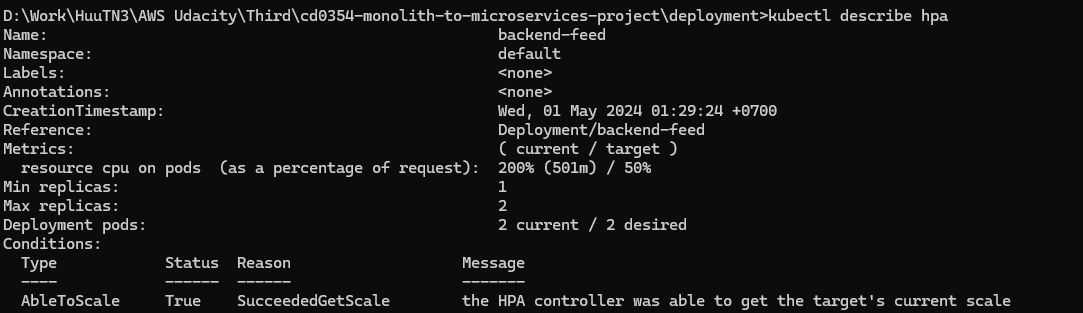 D:\Work\HuuTN3\AWS Udacity\Third\cd0354-monolith-to-microservices-project\deployment>kubectl describe hpa
Name: backend-feed
Namespace: default
Labels: <none>
Annotations: <none>
CreationTimestamp: Wed, 01 May 2024 01:29:24 +0700
Reference: Deployment/backend-feed
Metrics: ( current / target )
  resource cpu on pods  (as a percentage of request): 200% (501m) / 50%
Min replicas: 1
Max replicas: 2
Deployment pods: 2 current / 2 desired
Conditions:
  Type            Status  Reason              Message
  ----            ------  ------              -------
  AbleToScale     True    SucceededGetScale   the HPA controller was able to get the target's current scale